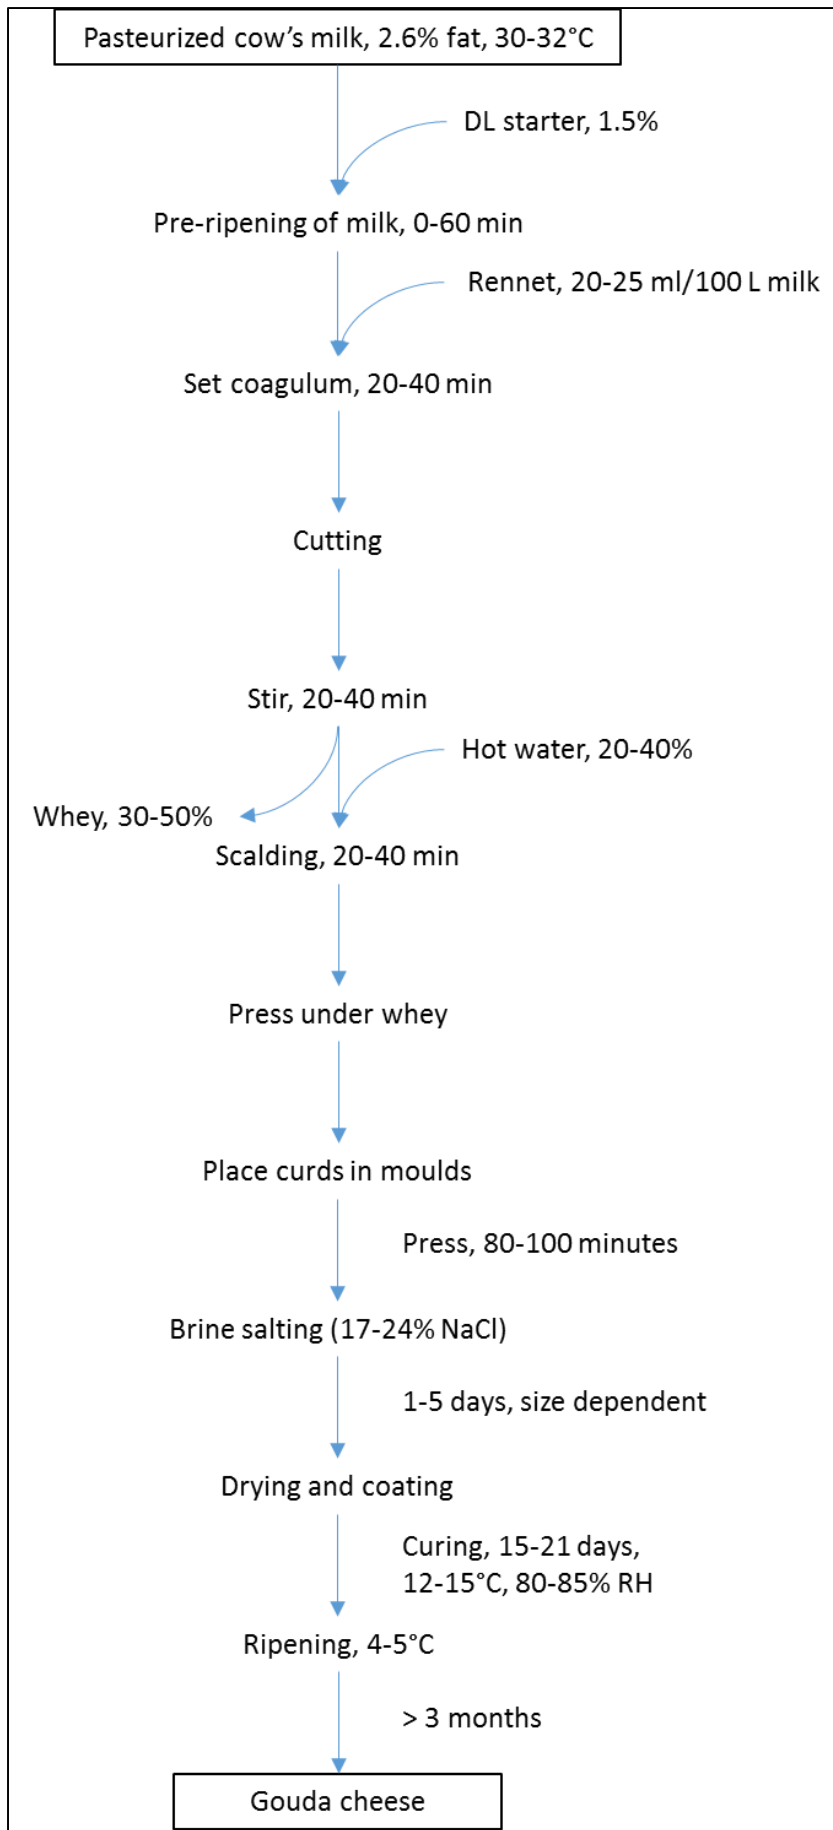 Pasteurized cow's milk, 2.6% fat, 30-32°C
DL starter, 1.5%
Pre-ripening of milk, 0-60 min
Rennet, 20-25 ml/100 L milk
Set coagulum, 20-40 min
Cutting
Stir, 20-40 min
Hot water, 20-40%
Whey, 30-50%
Scalding, 20-40 min
Press under whey
Place curds in moulds
Press, 80-100 minutes
Brine salting (17-24% NaCl)
1-5 days, size dependent
Drying and coating
Curing, 15-21 days,
12-15°C, 80-85% RH
Ripening, 4-5°C
> 3 months
Gouda cheese